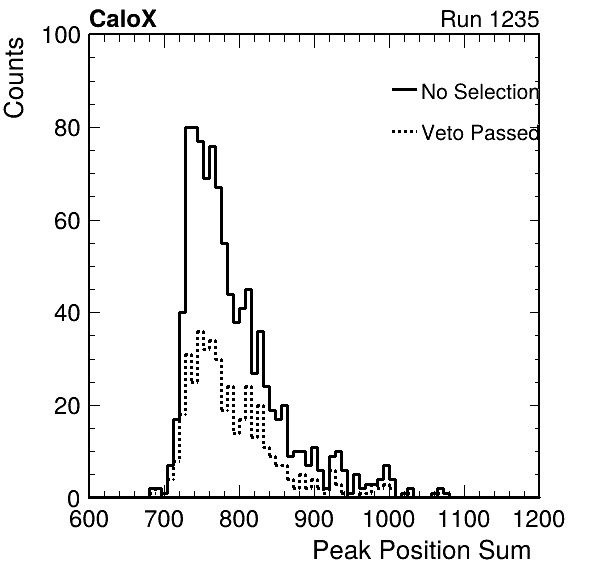 CaloX Run 1235
Counts
100
80
60
40
20
0
No Selection
Veto Passed
600 700 800 900 1000 1100 1200
Peak Position Sum